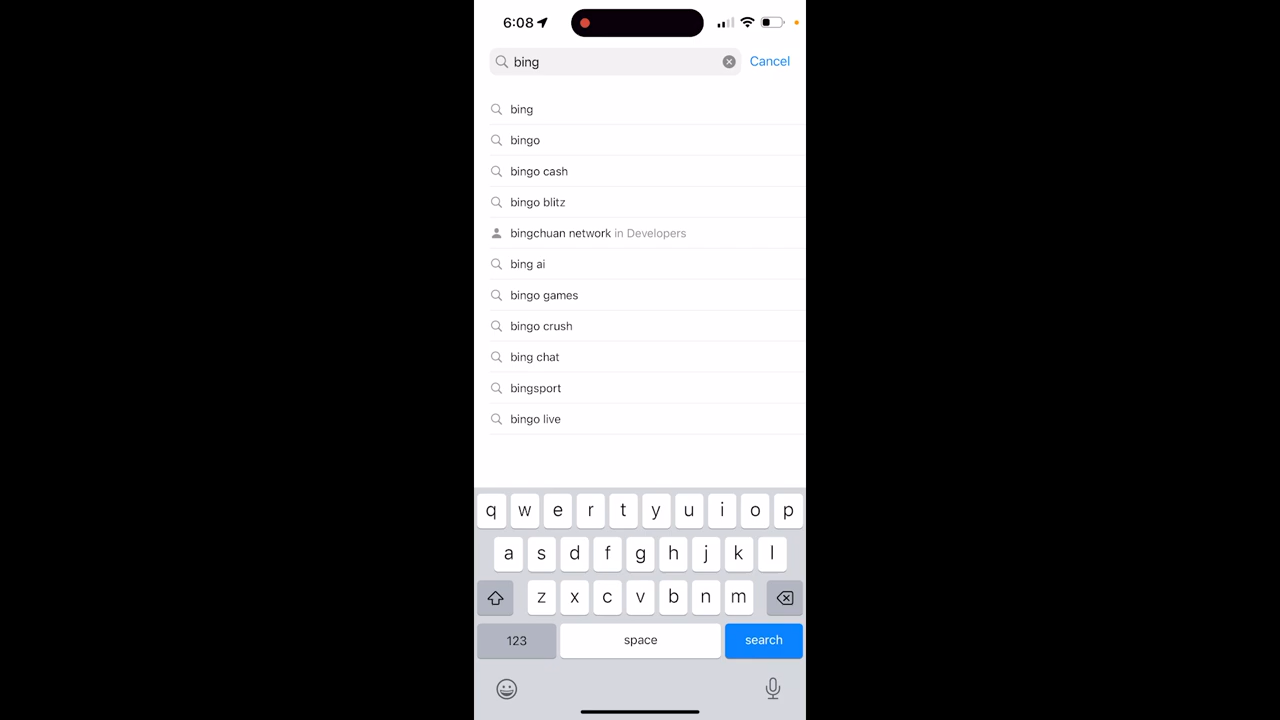 6:08
bing
Cancel
bing
bingo
bingo cash
bingo blitz
bingchuan network in Developers
bing ai
bingo games
bingo crush
bing chat
bingsport
bingo live
q w e r t y u i o p
a s d f g h j k l
z x c v b n m
123 space search